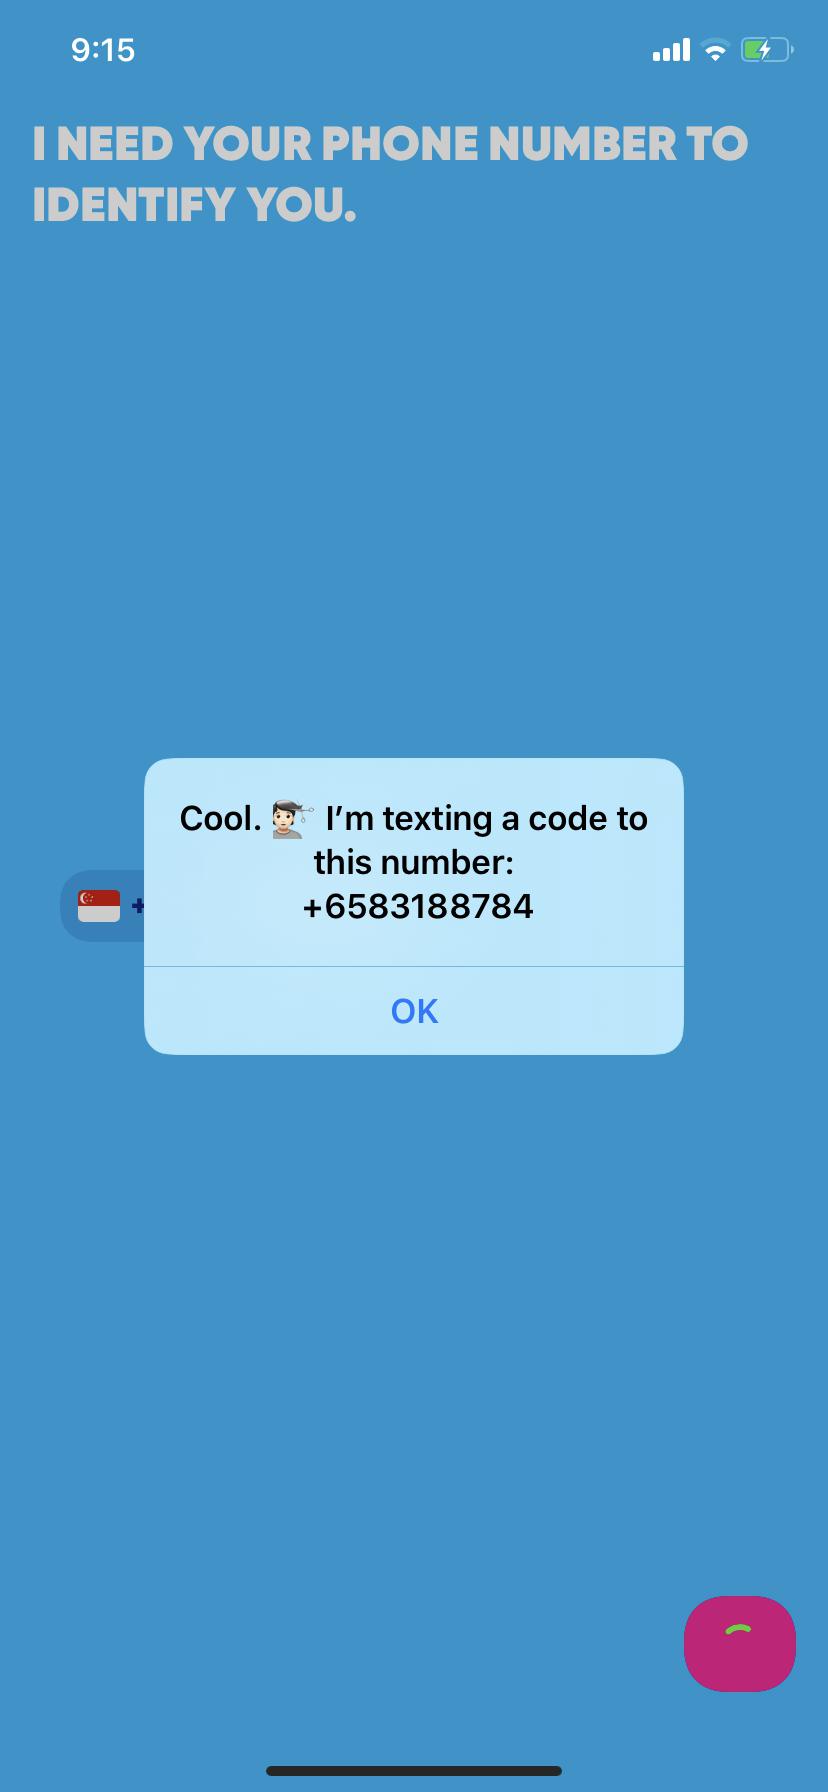 9:15
I NEED YOUR PHONE NUMBER TO
IDENTIFY YOU.
Cool. I’m texting a code to
this number:
+6583188784
+
OK